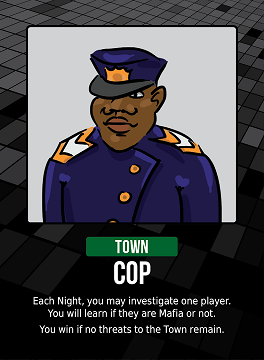 TOWN
COP
Each Night, you may investigate one player.
You will learn if they are Mafia or not.
You win if no threats to the Town remain.